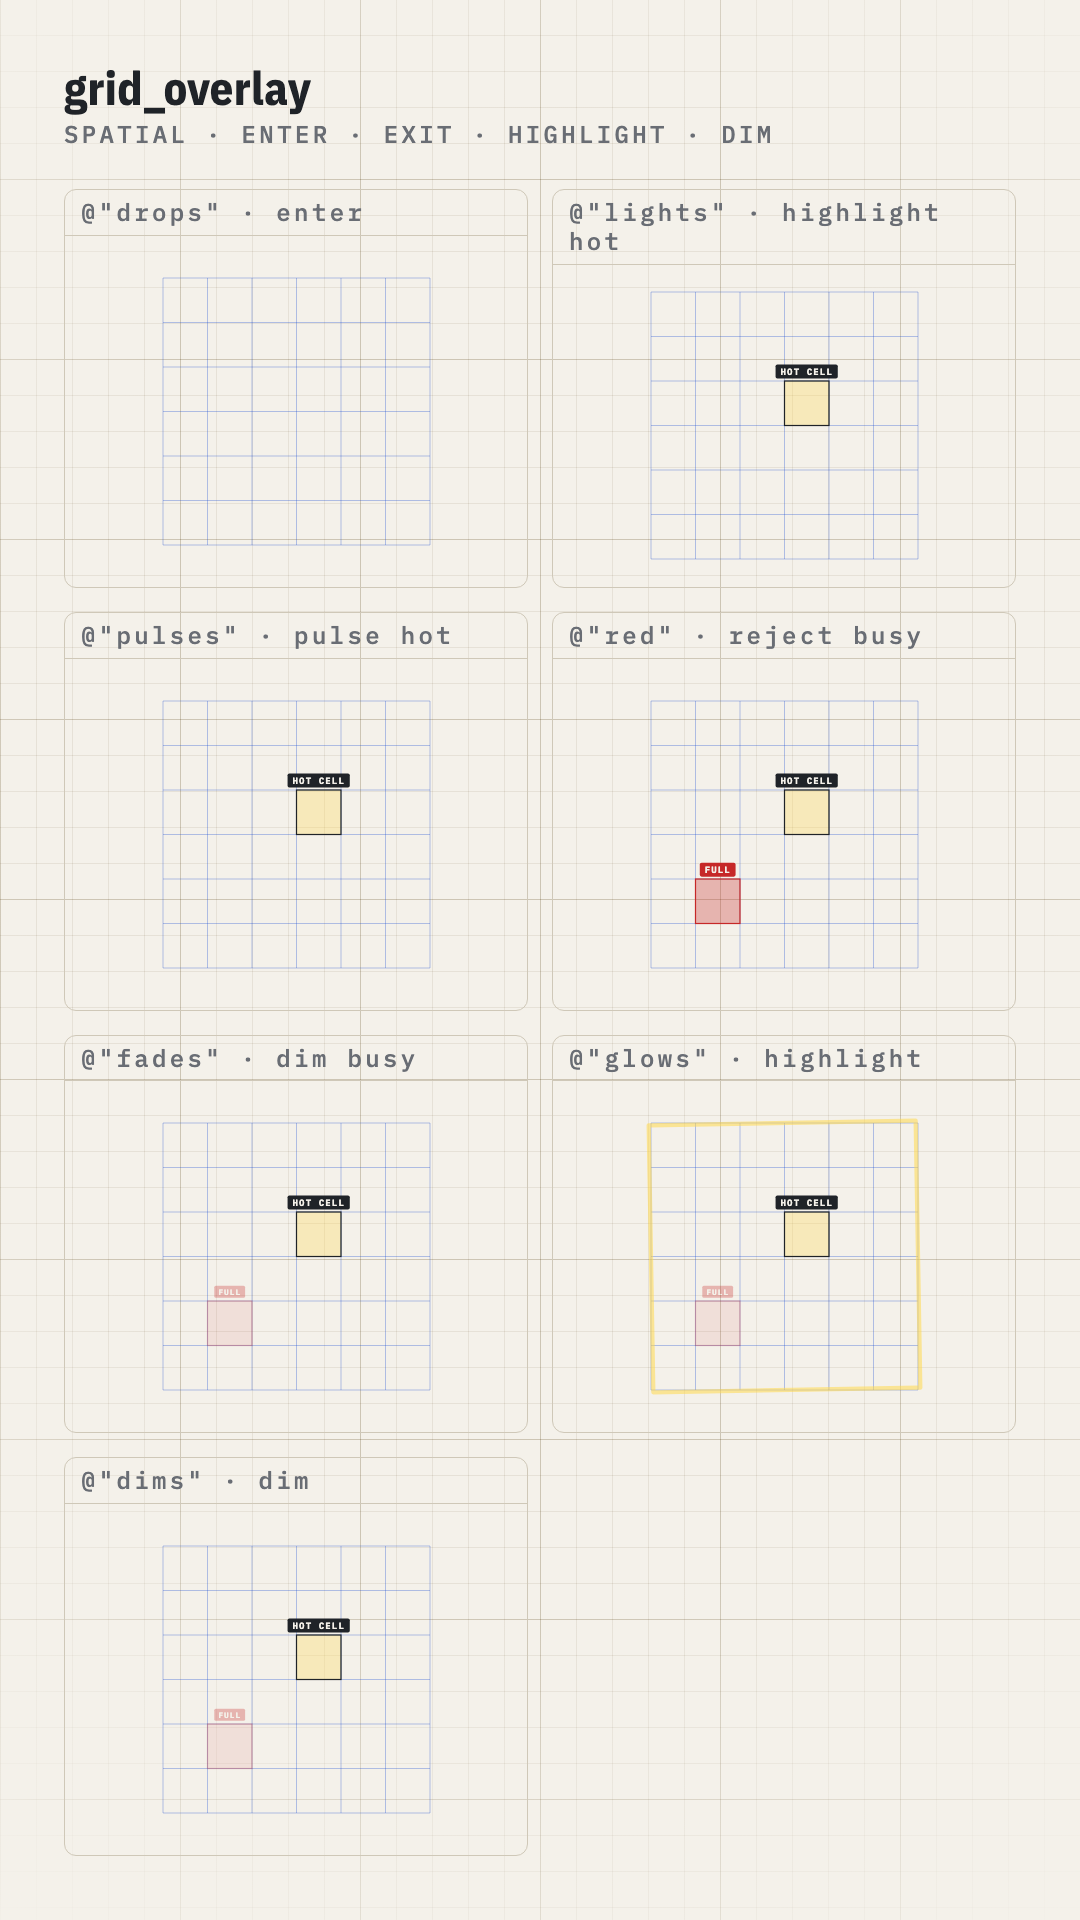 grid_overlay
SPATIAL · ENTER · EXIT · HIGHLIGHT · DIM
@"drops" · enter
@"lights" · highlight
hot
HOT CELL
@"pulses" · pulse hot
HOT CELL
@"red" · reject busy
HOT CELL
FULL
@"fades" · dim busy
HOT CELL
FULL
@"glows" · highlight
HOT CELL
FULL
@"dims" · dim
HOT CELL
FULL